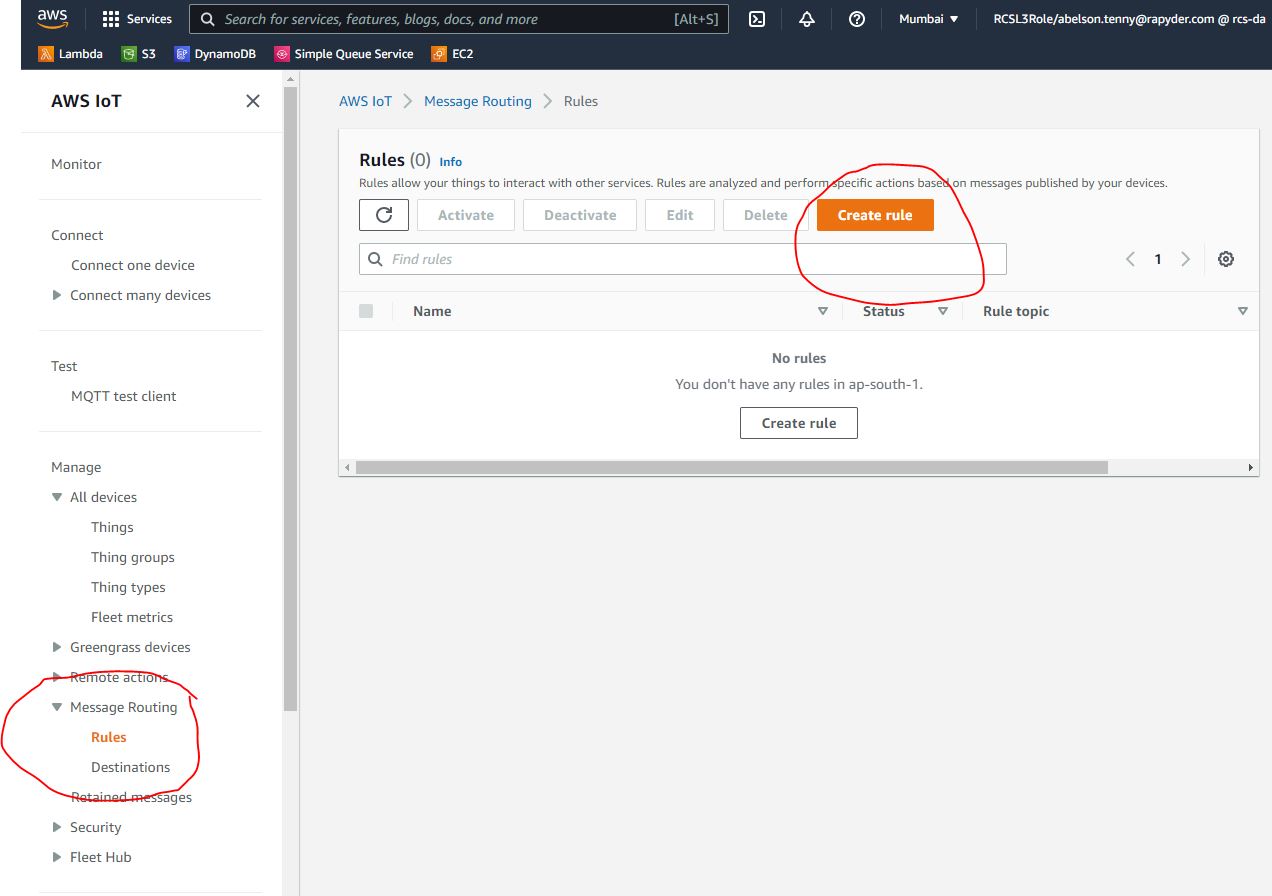 aws
Services
Search for services, features, blogs, docs, and more
[Alt+S]
Mumbai
RCSL3Role/abelson.tenny@rapyder.com @ rcs-da
Lambda
S3
DynamoDB
Simple Queue Service
EC2
AWS IoT
Monitor
Connect
Connect one device
Connect many devices
Test
MQTT test client
Manage
All devices
Things
Thing groups
Thing types
Fleet metrics
Greengrass devices
Remote actions
Message Routing
Rules
Destinations
Retained messages
Security
Fleet Hub
AWS IoT
Message Routing
Rules
Rules (0) Info
Rules allow your things to interact with other services. Rules are analyzed and perform specific actions based on messages published by your devices.
Activate
Deactivate
Edit
Delete
Create rule
Find rules
1
Name
Status
Rule topic
No rules
You don't have any rules in ap-south-1.
Create rule